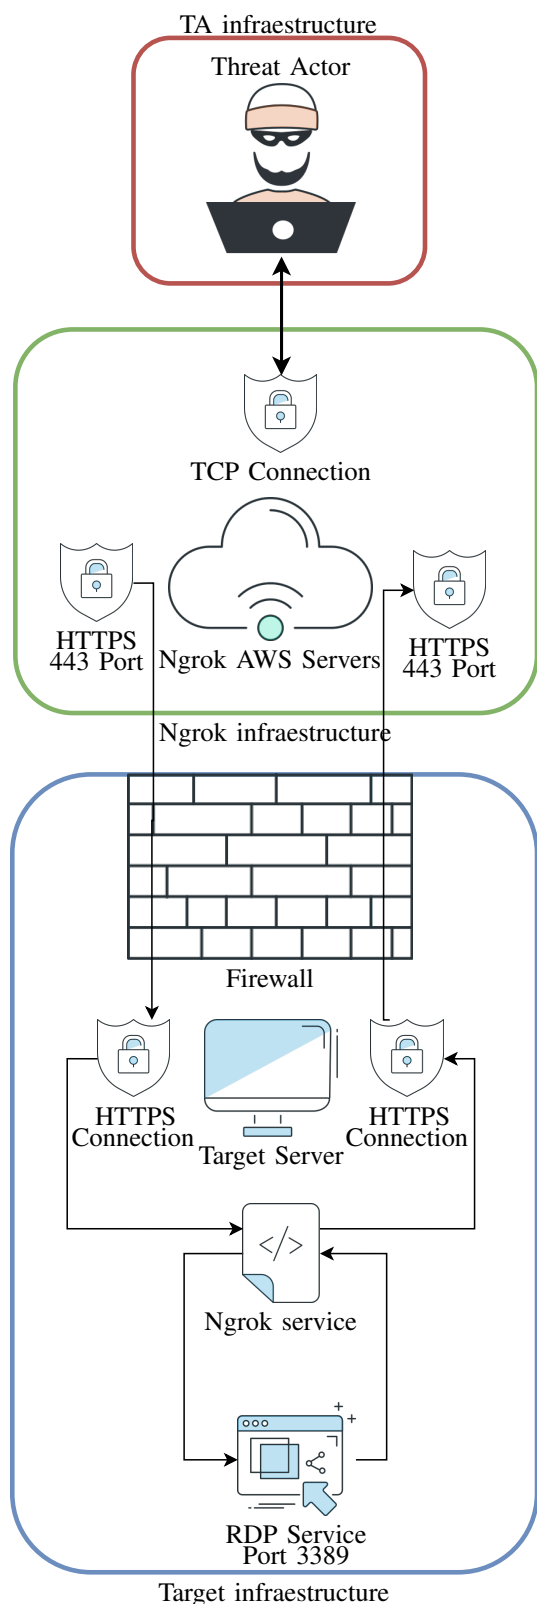 TA infraestructure
Threat Actor
TCP Connection
HTTPS
443 Port
Ngrok AWS Servers
HTTPS
443 Port
Ngrok infraestructure
Firewall
HTTPS
Connection
Target Server
HTTPS
Connection
</>
Ngrok service
RDP Service
Port 3389
Target infraestructure